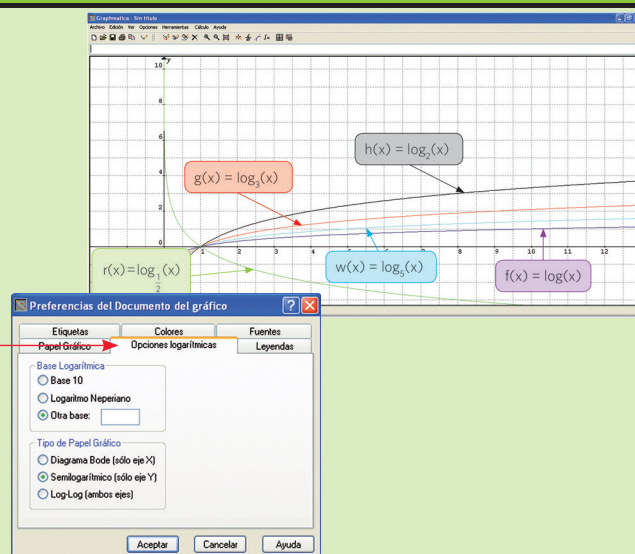 Graphmatica - Sin título
Archivo Edición Ver Opciones Herramientas Cálculo Ayuda
10 y
8
6
4
2
0
1 2 3 4 5 6 7 8 9 10 11 12
h(x) = log2(x)
g(x) = log3(x)
r(x)=log1/2(x)
w(x) = log5(x)
f(x) = log(x)
Preferencias del Documento del gráfico
Etiquetas Colores Fuentes
Papel Gráfico Opciones logarítmicas Leyendas
Base Logarítmica
Base 10
Logaritmo Neperiano
Otra base:
Tipo de Papel Gráfico
Diagrama Bode (sólo eje X)
Semilogarítmico (sólo eje Y)
Log-Log (ambos ejes)
Aceptar Cancelar Ayuda